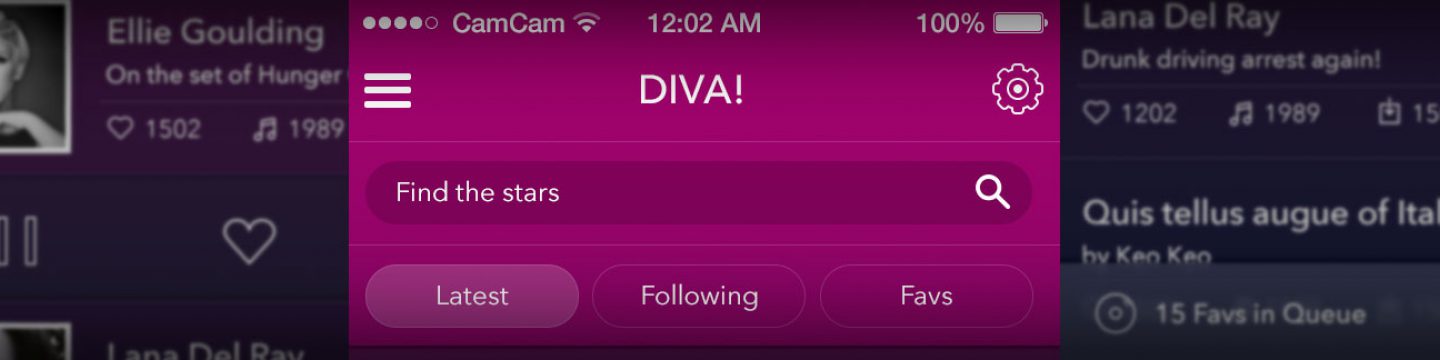 Ellie Goulding
On the set of Hunger
1502 1989
Lana Del Ray
CamCam 12:02 AM 100%
DIVA!
Find the stars
Latest Following Favs
Lana Del Ray
Drunk driving arrest again!
1202 1989 15
Quis tellus augue of Ital
by Keo Keo
15 Favs in Queue